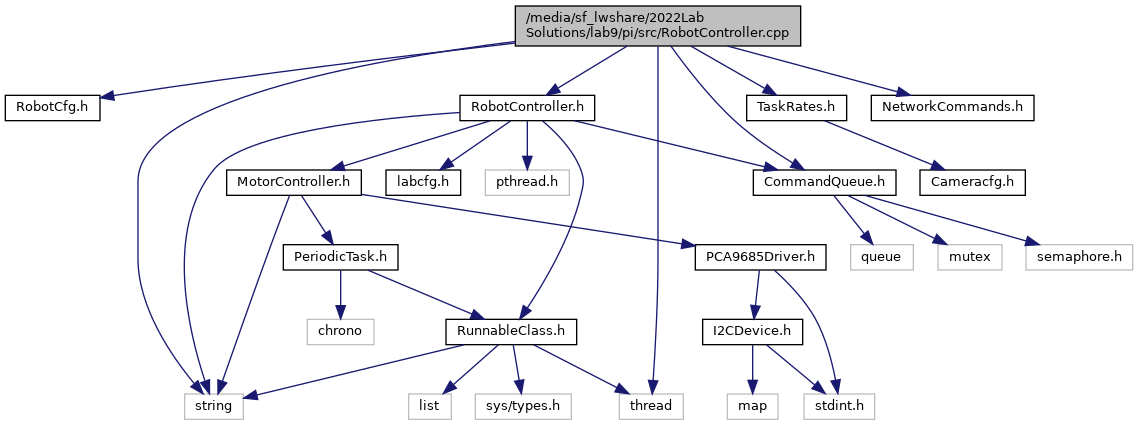 /media/sf_lwshare/2022Lab
Solutions/lab9/pi/src/RobotController.cpp
RobotCfg.h
RobotController.h
TaskRates.h
NetworkCommands.h
MotorController.h
labcfg.h
pthread.h
CommandQueue.h
Cameracfg.h
PeriodicTask.h
PCA9685Driver.h
queue
mutex
semaphore.h
chrono
RunnableClass.h
I2CDevice.h
string
list
sys/types.h
thread
map
stdint.h